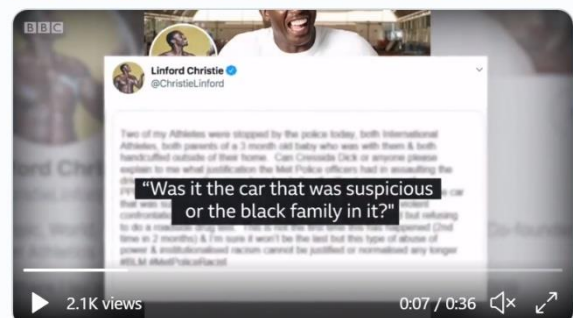 BBC
Linford Christie
@ChristieLinford
Two of my Athletes were stopped by the police today, both International
Athletes, both parents of a 3 month old baby who was with them & both
handcuffed outside of their home. Can Cressida Dick or anyone please
explain to me what justification the Met Police officers had in assaulting the
“Was it the car that was suspicious
or the black family in it?"
to do a roadside drug test. This is not the first time this has happened (2nd
time in 2 months) & I'm sure it won't be the last but this type of abuse of
power & institutionalised racism cannot be justified or normalised any longer
#BLM #MetPoliceRacist
2.1K views
0:07 / 0:36